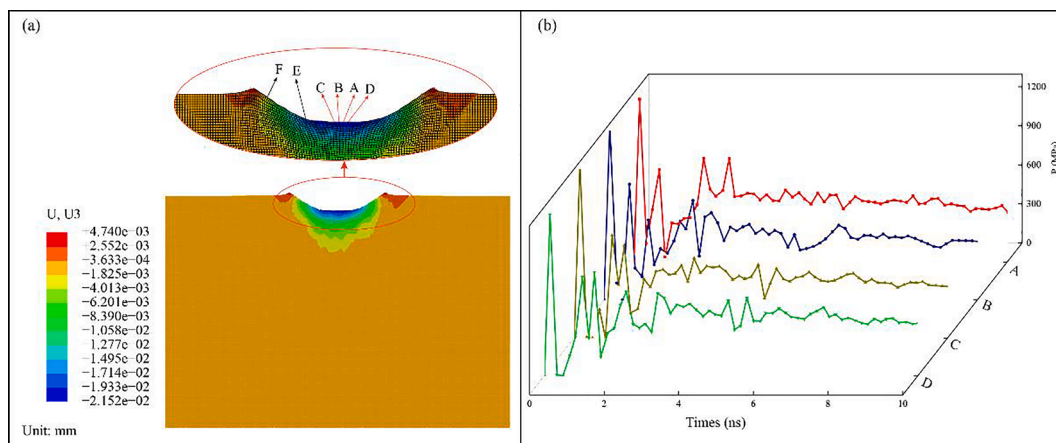 (a)
F
E
C
B
A
D
U, U3
−4.740e−03
−2.552e−03
−3.633e−04
−1.825e−03
−4.013e−03
−6.201e−03
−8.390e−03
−1.058e−02
−1.277e−02
−1.495e−02
−1.714e−02
−1.933e−02
−2.152e−02
Unit: mm
(b)
1200
900
600
300
0
P (MPa)
A
B
C
D
0
2
4
6
8
10
Times (ns)